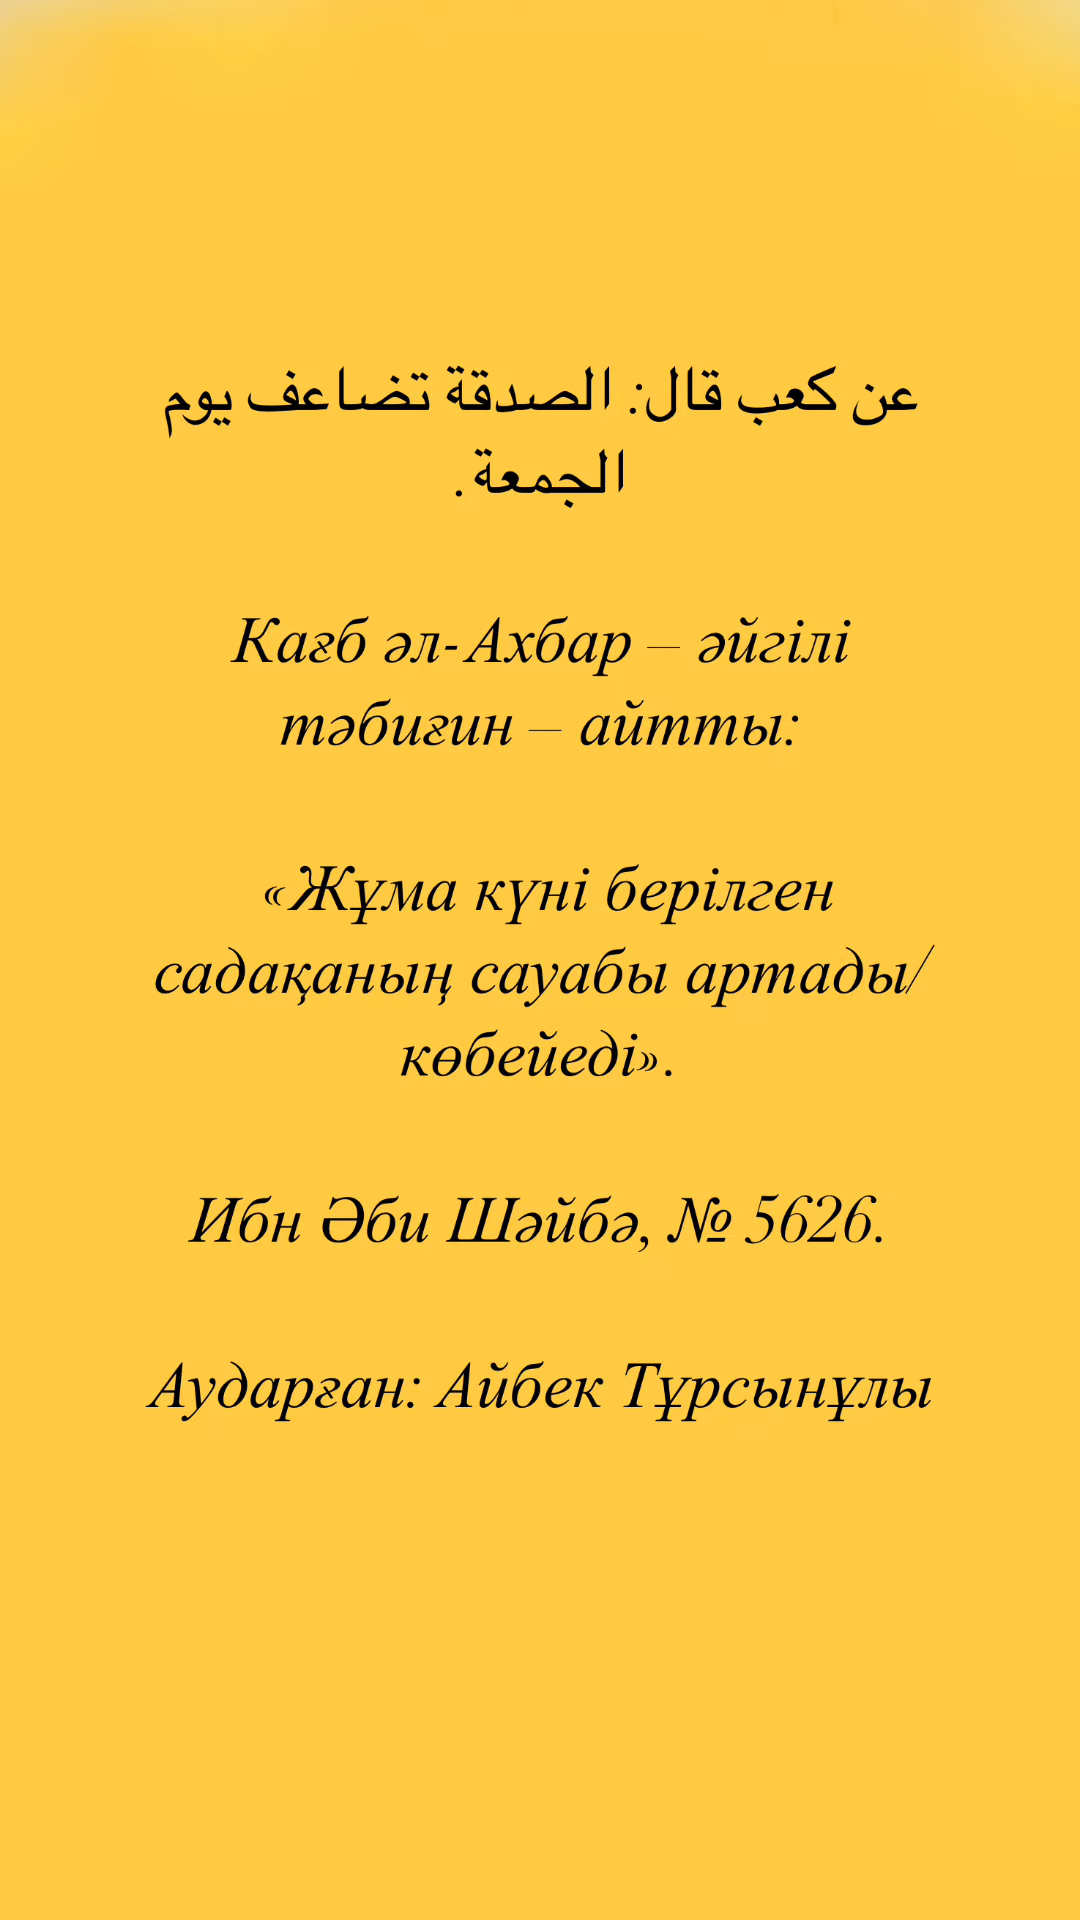 عن كعب قال: الصدقة تضاعف يوم
الجمعة.
Кағб әл-Ахбар – әйгілі
тәбиғин – айтты:
«Жұма күні берілген
садақаның сауабы артады/
көбейеді».
Ибн Әби Шәйбә, № 5626.
Аударған: Айбек Тұрсынұлы